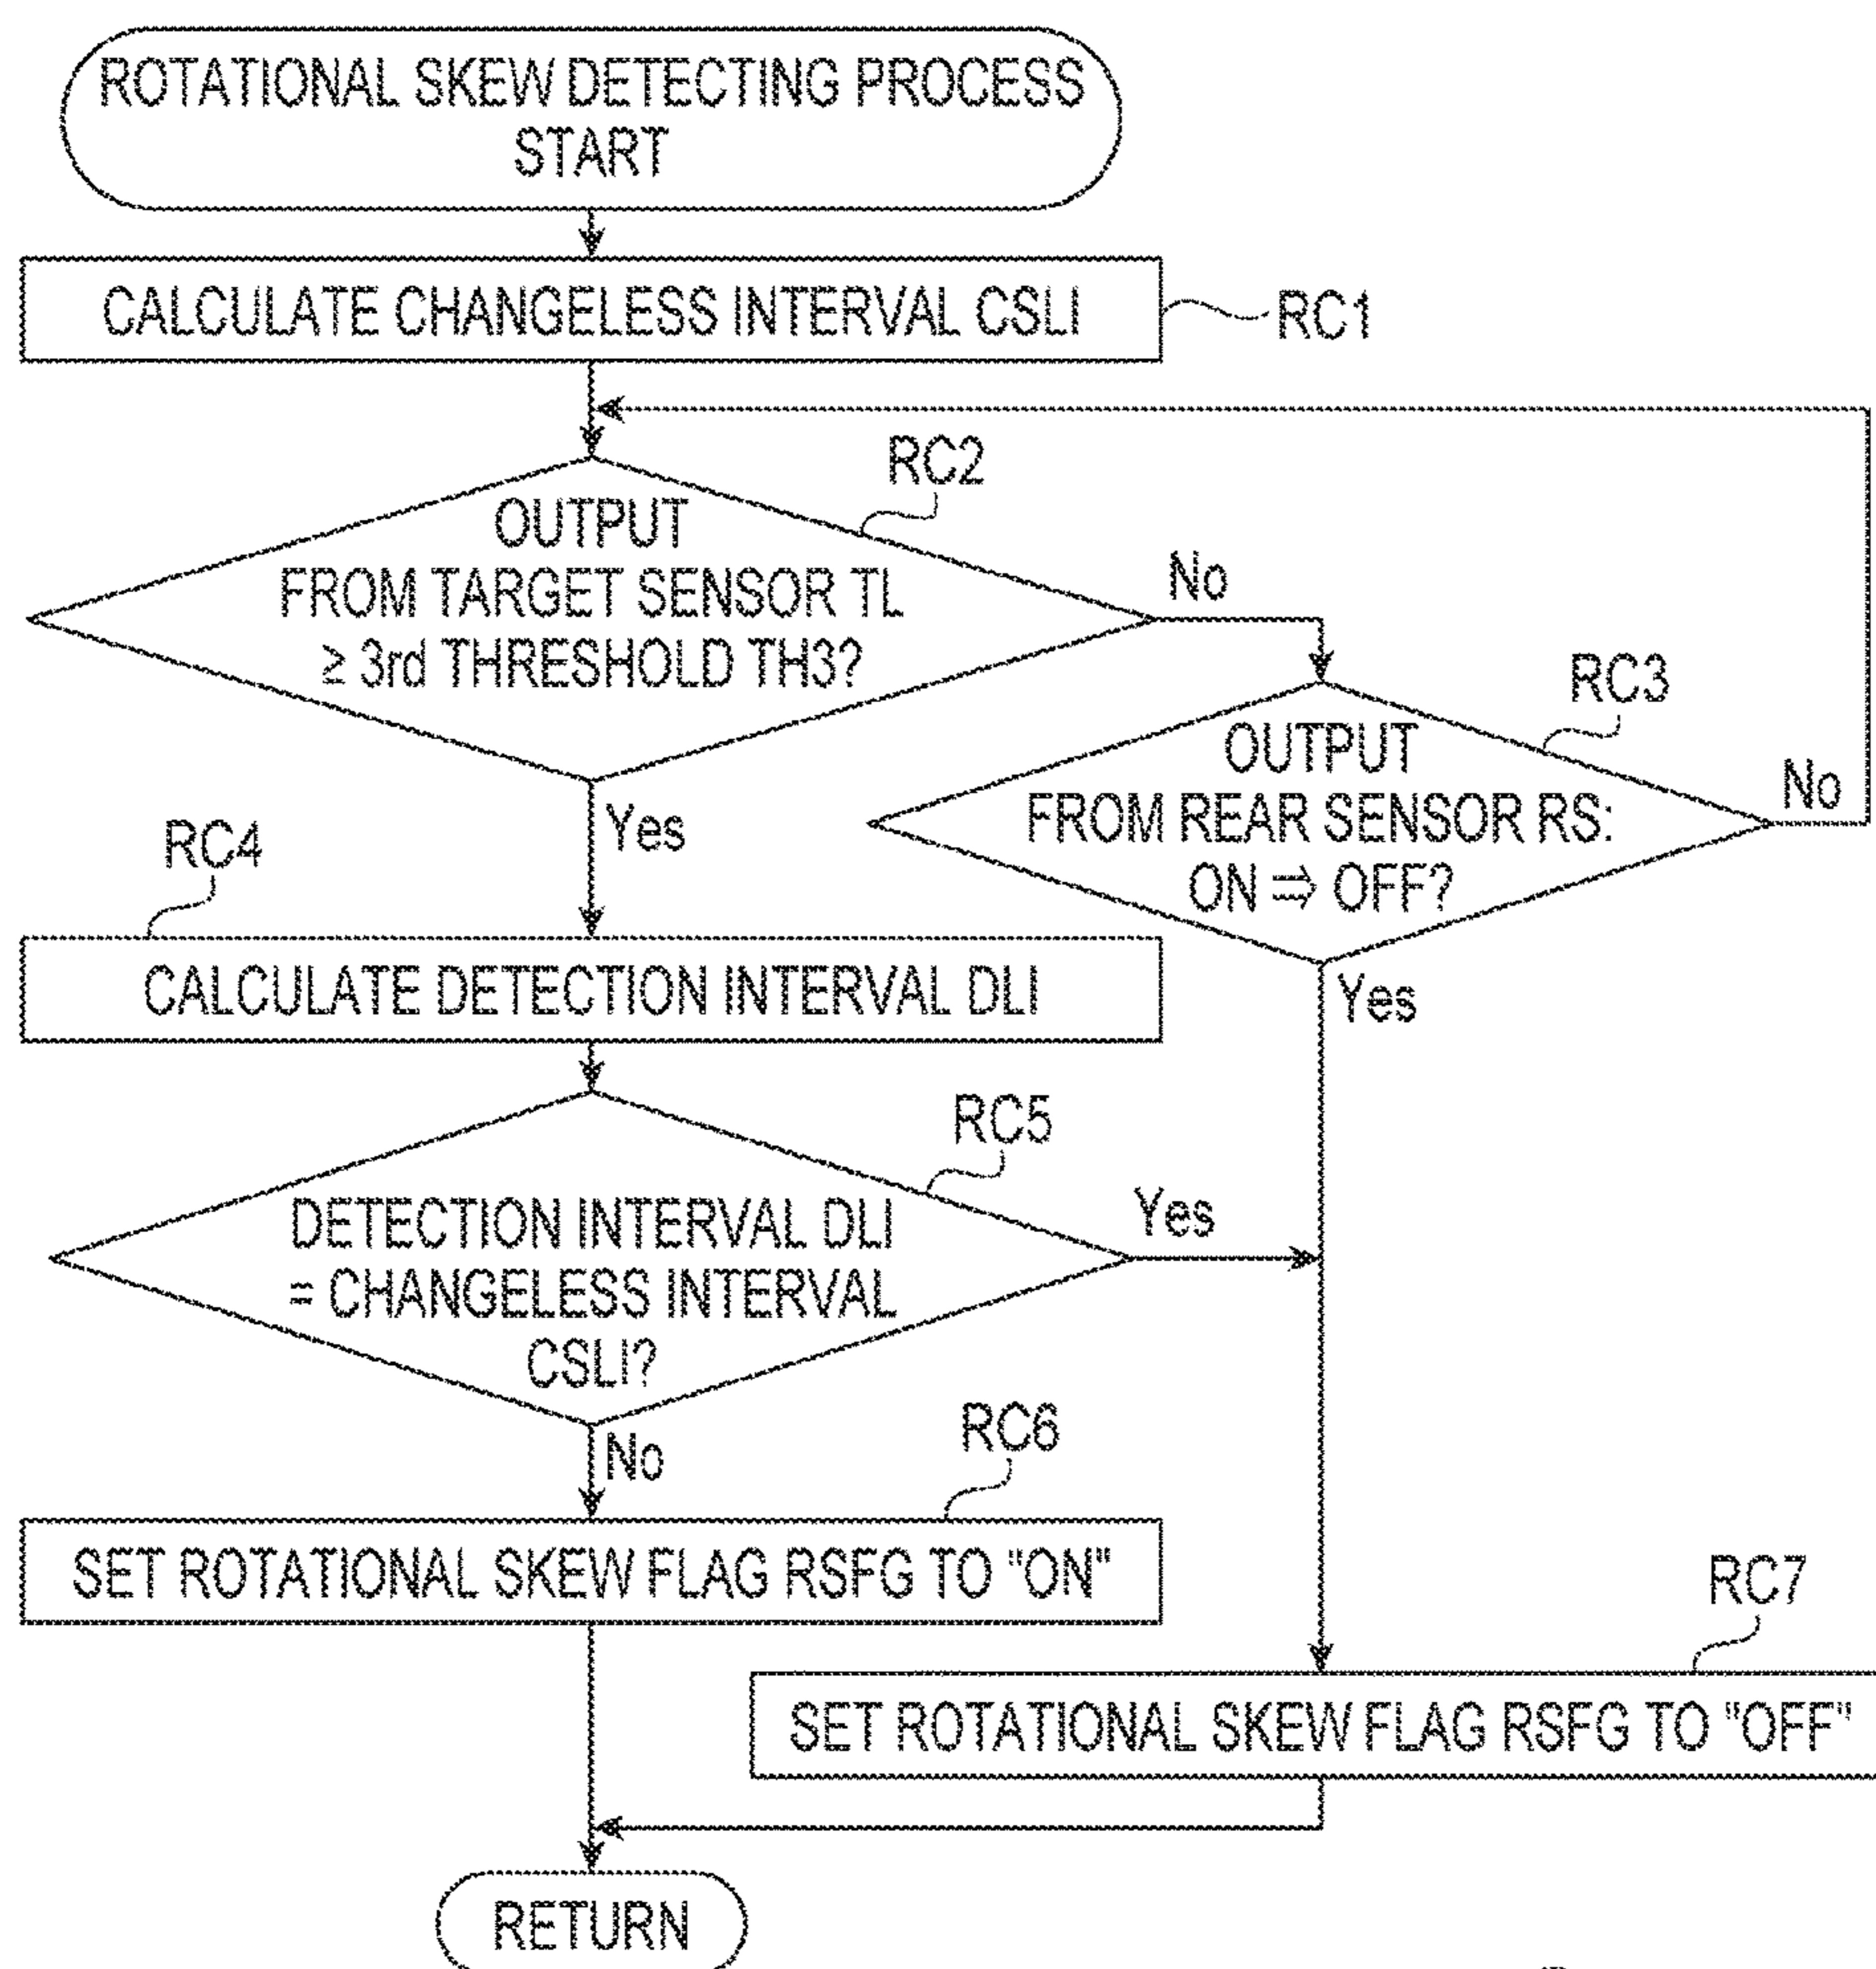 ROTATIONAL SKEW DETECTING PROCESS
START
CALCULATE CHANGELESS INTERVAL CSLI
RC1
RC2
OUTPUT
FROM TARGET SENSOR TL
≥ 3rd THRESHOLD TH3?
No
Yes
RC3
OUTPUT
FROM REAR SENSOR RS:
ON ⇒ OFF?
No
Yes
RC4
CALCULATE DETECTION INTERVAL DLI
RC5
DETECTION INTERVAL DLI
= CHANGELESS INTERVAL
CSLI?
Yes
No
RC6
SET ROTATIONAL SKEW FLAG RSFG TO "ON"
RC7
SET ROTATIONAL SKEW FLAG RSFG TO "OFF"
RETURN